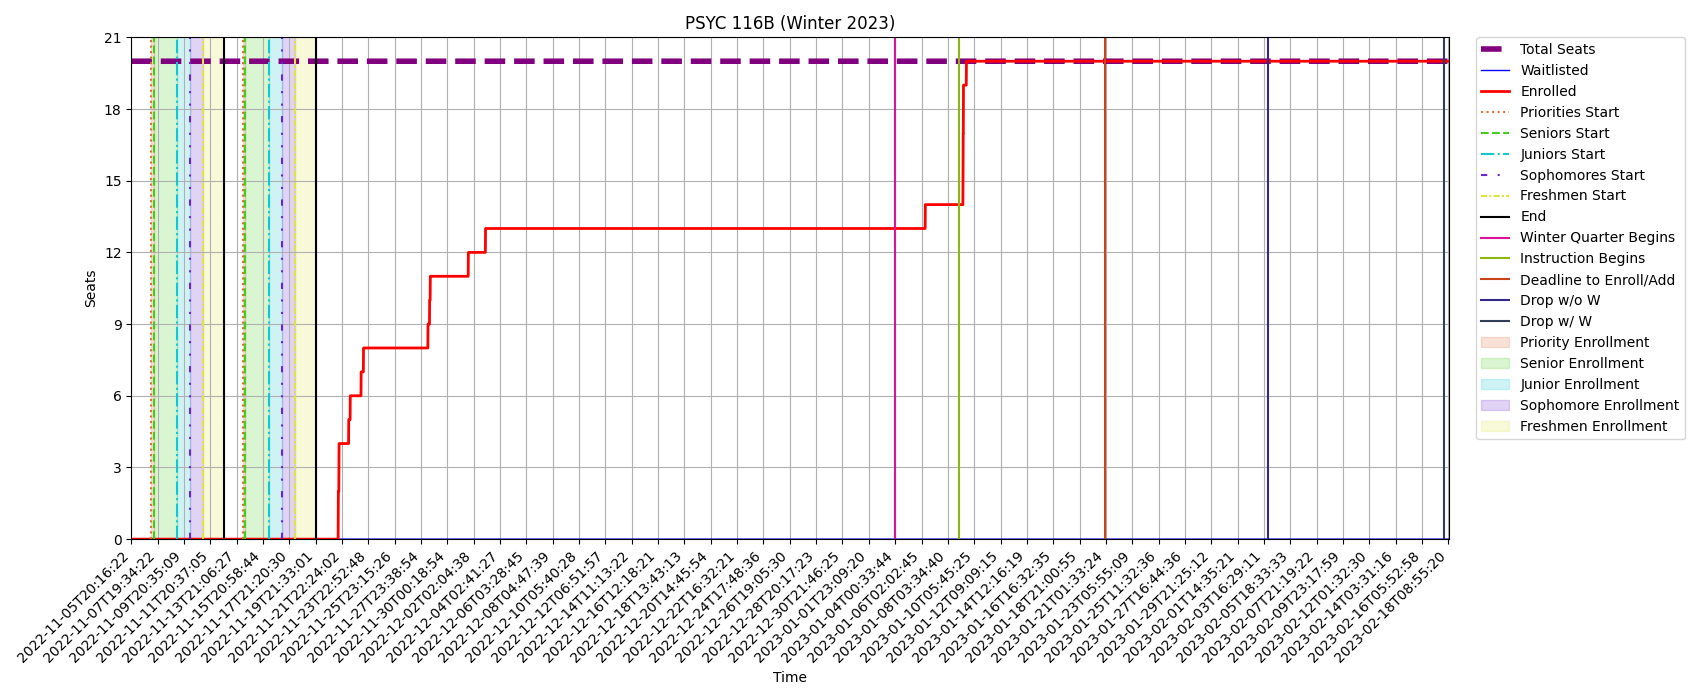 PSYC 116B (Winter 2023)
21
18
15
12
9
6
3
0
Seats
2022-11-05T20:16:22
2022-11-07T19:34:22
2022-11-09T20:35:09
2022-11-11T20:37:05
2022-11-13T21:06:27
2022-11-15T20:58:44
2022-11-17T21:20:30
2022-11-19T21:33:01
2022-11-21T22:24:02
2022-11-23T22:52:48
2022-11-25T23:15:26
2022-11-27T23:38:54
2022-11-30T00:18:54
2022-12-02T02:04:38
2022-12-04T02:41:27
2022-12-06T03:28:45
2022-12-08T04:47:39
2022-12-10T05:40:28
2022-12-12T06:51:57
2022-12-14T11:13:22
2022-12-16T12:18:21
2022-12-18T13:43:13
2022-12-20T14:45:54
2022-12-22T16:32:21
2022-12-24T17:48:36
2022-12-26T19:05:30
2022-12-28T20:17:23
2022-12-30T21:46:25
2023-01-01T23:09:20
2023-01-04T00:33:44
2023-01-06T02:02:45
2023-01-08T03:34:40
2023-01-10T05:45:25
2023-01-12T09:09:15
2023-01-14T12:16:19
2023-01-16T16:32:35
2023-01-18T21:00:55
2023-01-21T01:33:24
2023-01-23T05:55:09
2023-01-25T11:32:36
2023-01-27T16:44:36
2023-01-29T21:25:12
2023-02-01T14:35:21
2023-02-03T16:29:11
2023-02-05T18:33:33
2023-02-07T21:19:22
2023-02-09T23:17:59
2023-02-12T01:32:30
2023-02-14T03:31:16
2023-02-16T05:52:58
2023-02-18T08:55:20
Time
Total Seats
Waitlisted
Enrolled
Priorities Start
Seniors Start
Juniors Start
Sophomores Start
Freshmen Start
End
Winter Quarter Begins
Instruction Begins
Deadline to Enroll/Add
Drop w/o W
Drop w/ W
Priority Enrollment
Senior Enrollment
Junior Enrollment
Sophomore Enrollment
Freshmen Enrollment